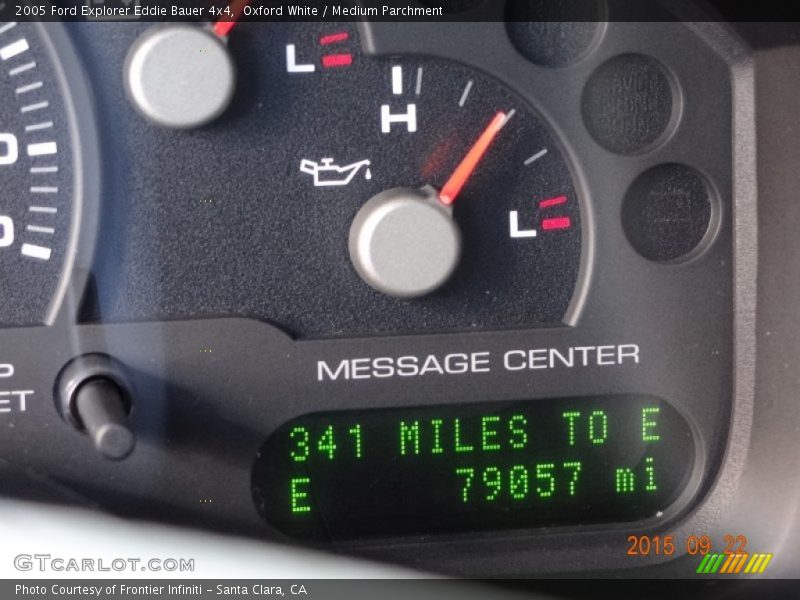 2005 Ford Explorer Eddie Bauer 4x4, Oxford White / Medium Parchment
L
H
L
MESSAGE CENTER
341 MILES TO E
E 79057 mi
2015 09 22
GTCARLOT.COM
Photo Courtesy of Frontier Infiniti - Santa Clara, CA